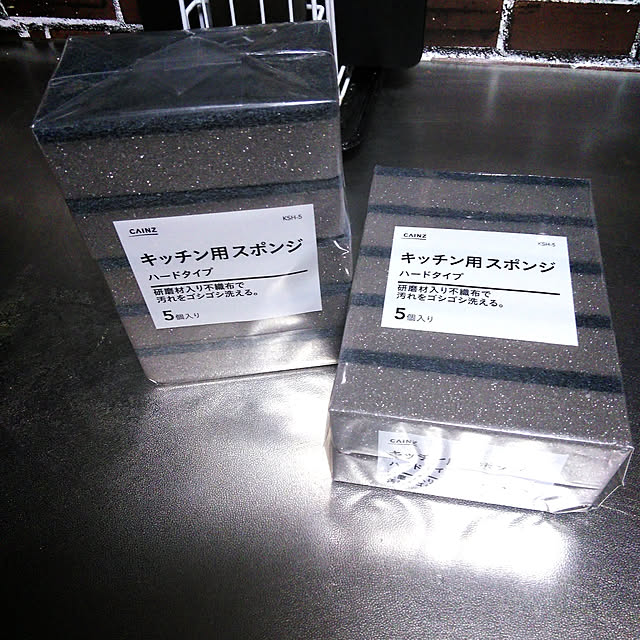 CAINZ
KSH-5
キッチン用スポンジ
ハードタイプ
研磨材入り不織布で
汚れをゴシゴシ洗える。
5個入り
CAINZ
KSH-5
キッチン用スポンジ
ハードタイプ
研磨材入り不織布で
汚れをゴシゴシ洗える。
5個入り
CAINZ